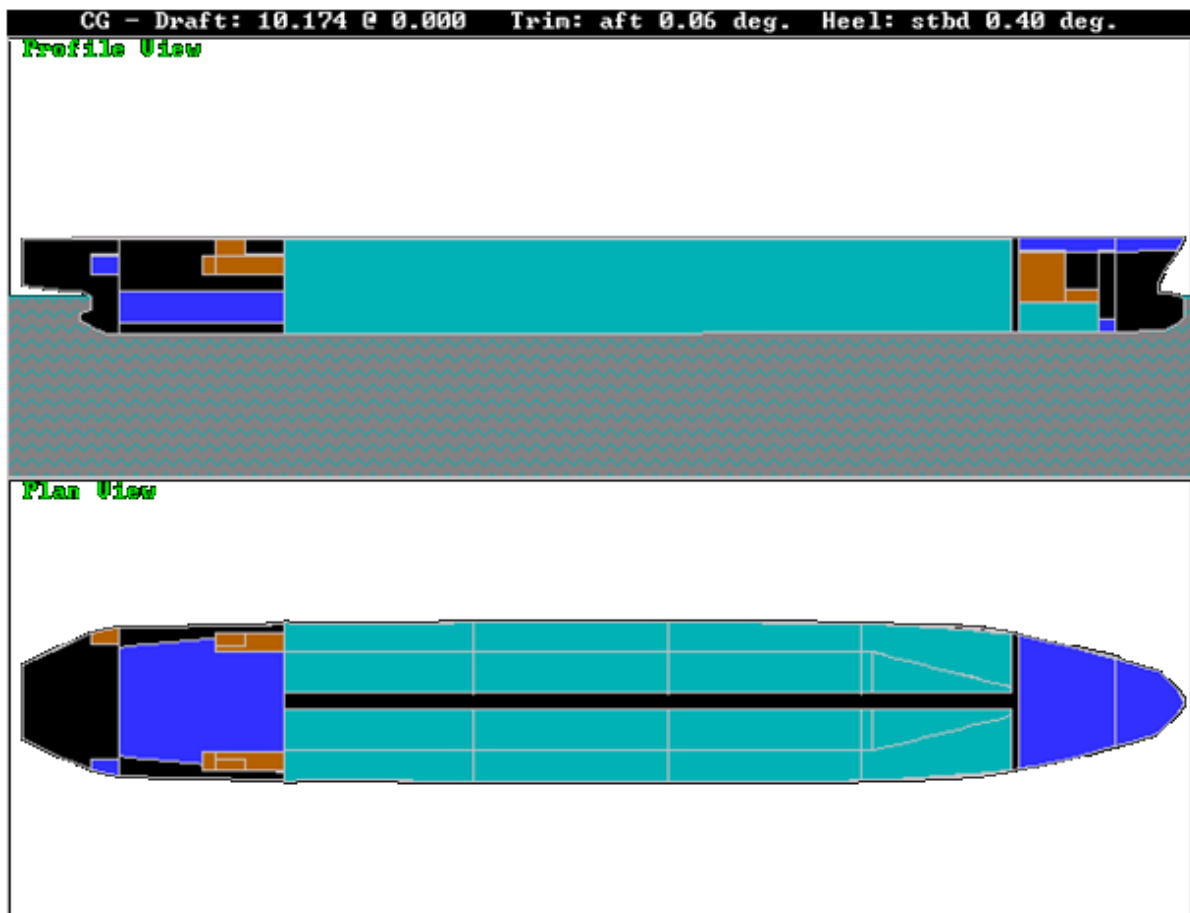 CG - Draft: 10.174 @ 0.000 Trim: aft 0.06 deg. Heel: stbd 0.40 deg.
Profile View
Plan View